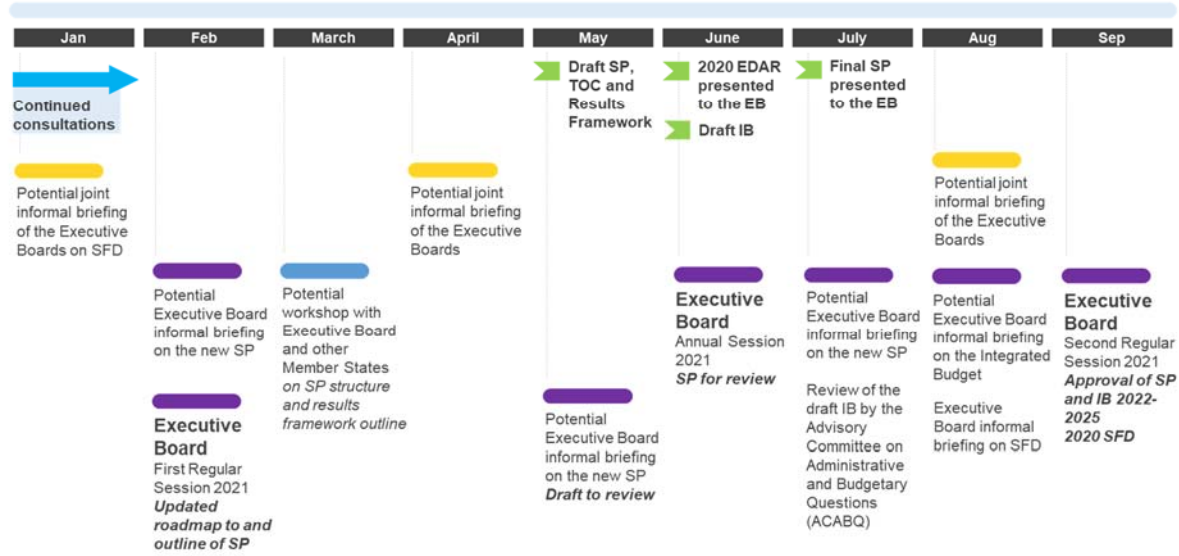 Jan
Feb
March
April
May
June
July
Aug
Sep
Continued
consultations
Draft SP,
TOC and
Results
Framework
2020 EDAR
presented
to the EB
Draft IB
Final SP
presented
to the EB
Potential joint
informal briefing
of the Executive
Boards on SFD
Potential joint
informal briefing
of the Executive
Boards
Potential joint
informal briefing
of the Executive
Boards
Potential
Executive Board
informal briefing
on the new SP
Executive
Board
First Regular
Session 2021
Updated
roadmap to and
outline of SP
Potential
workshop with
Executive Board
and other
Member States
on SP structure
and results
framework outline
Potential
Executive Board
informal briefing
on the new SP
Draft to review
Executive
Board
Annual Session
2021
SP for review
Potential
Executive Board
informal briefing
on the new SP
Review of the
draft IB by the
Advisory
Committee on
Administrative
and Budgetary
Questions
(ACABQ)
Potential
Executive Board
informal briefing
on the Integrated
Budget
Executive
Board informal
briefing on SFD
Executive
Board
Second Regular
Session 2021
Approval of SP
and IB 2022-
2025
2020 SFD